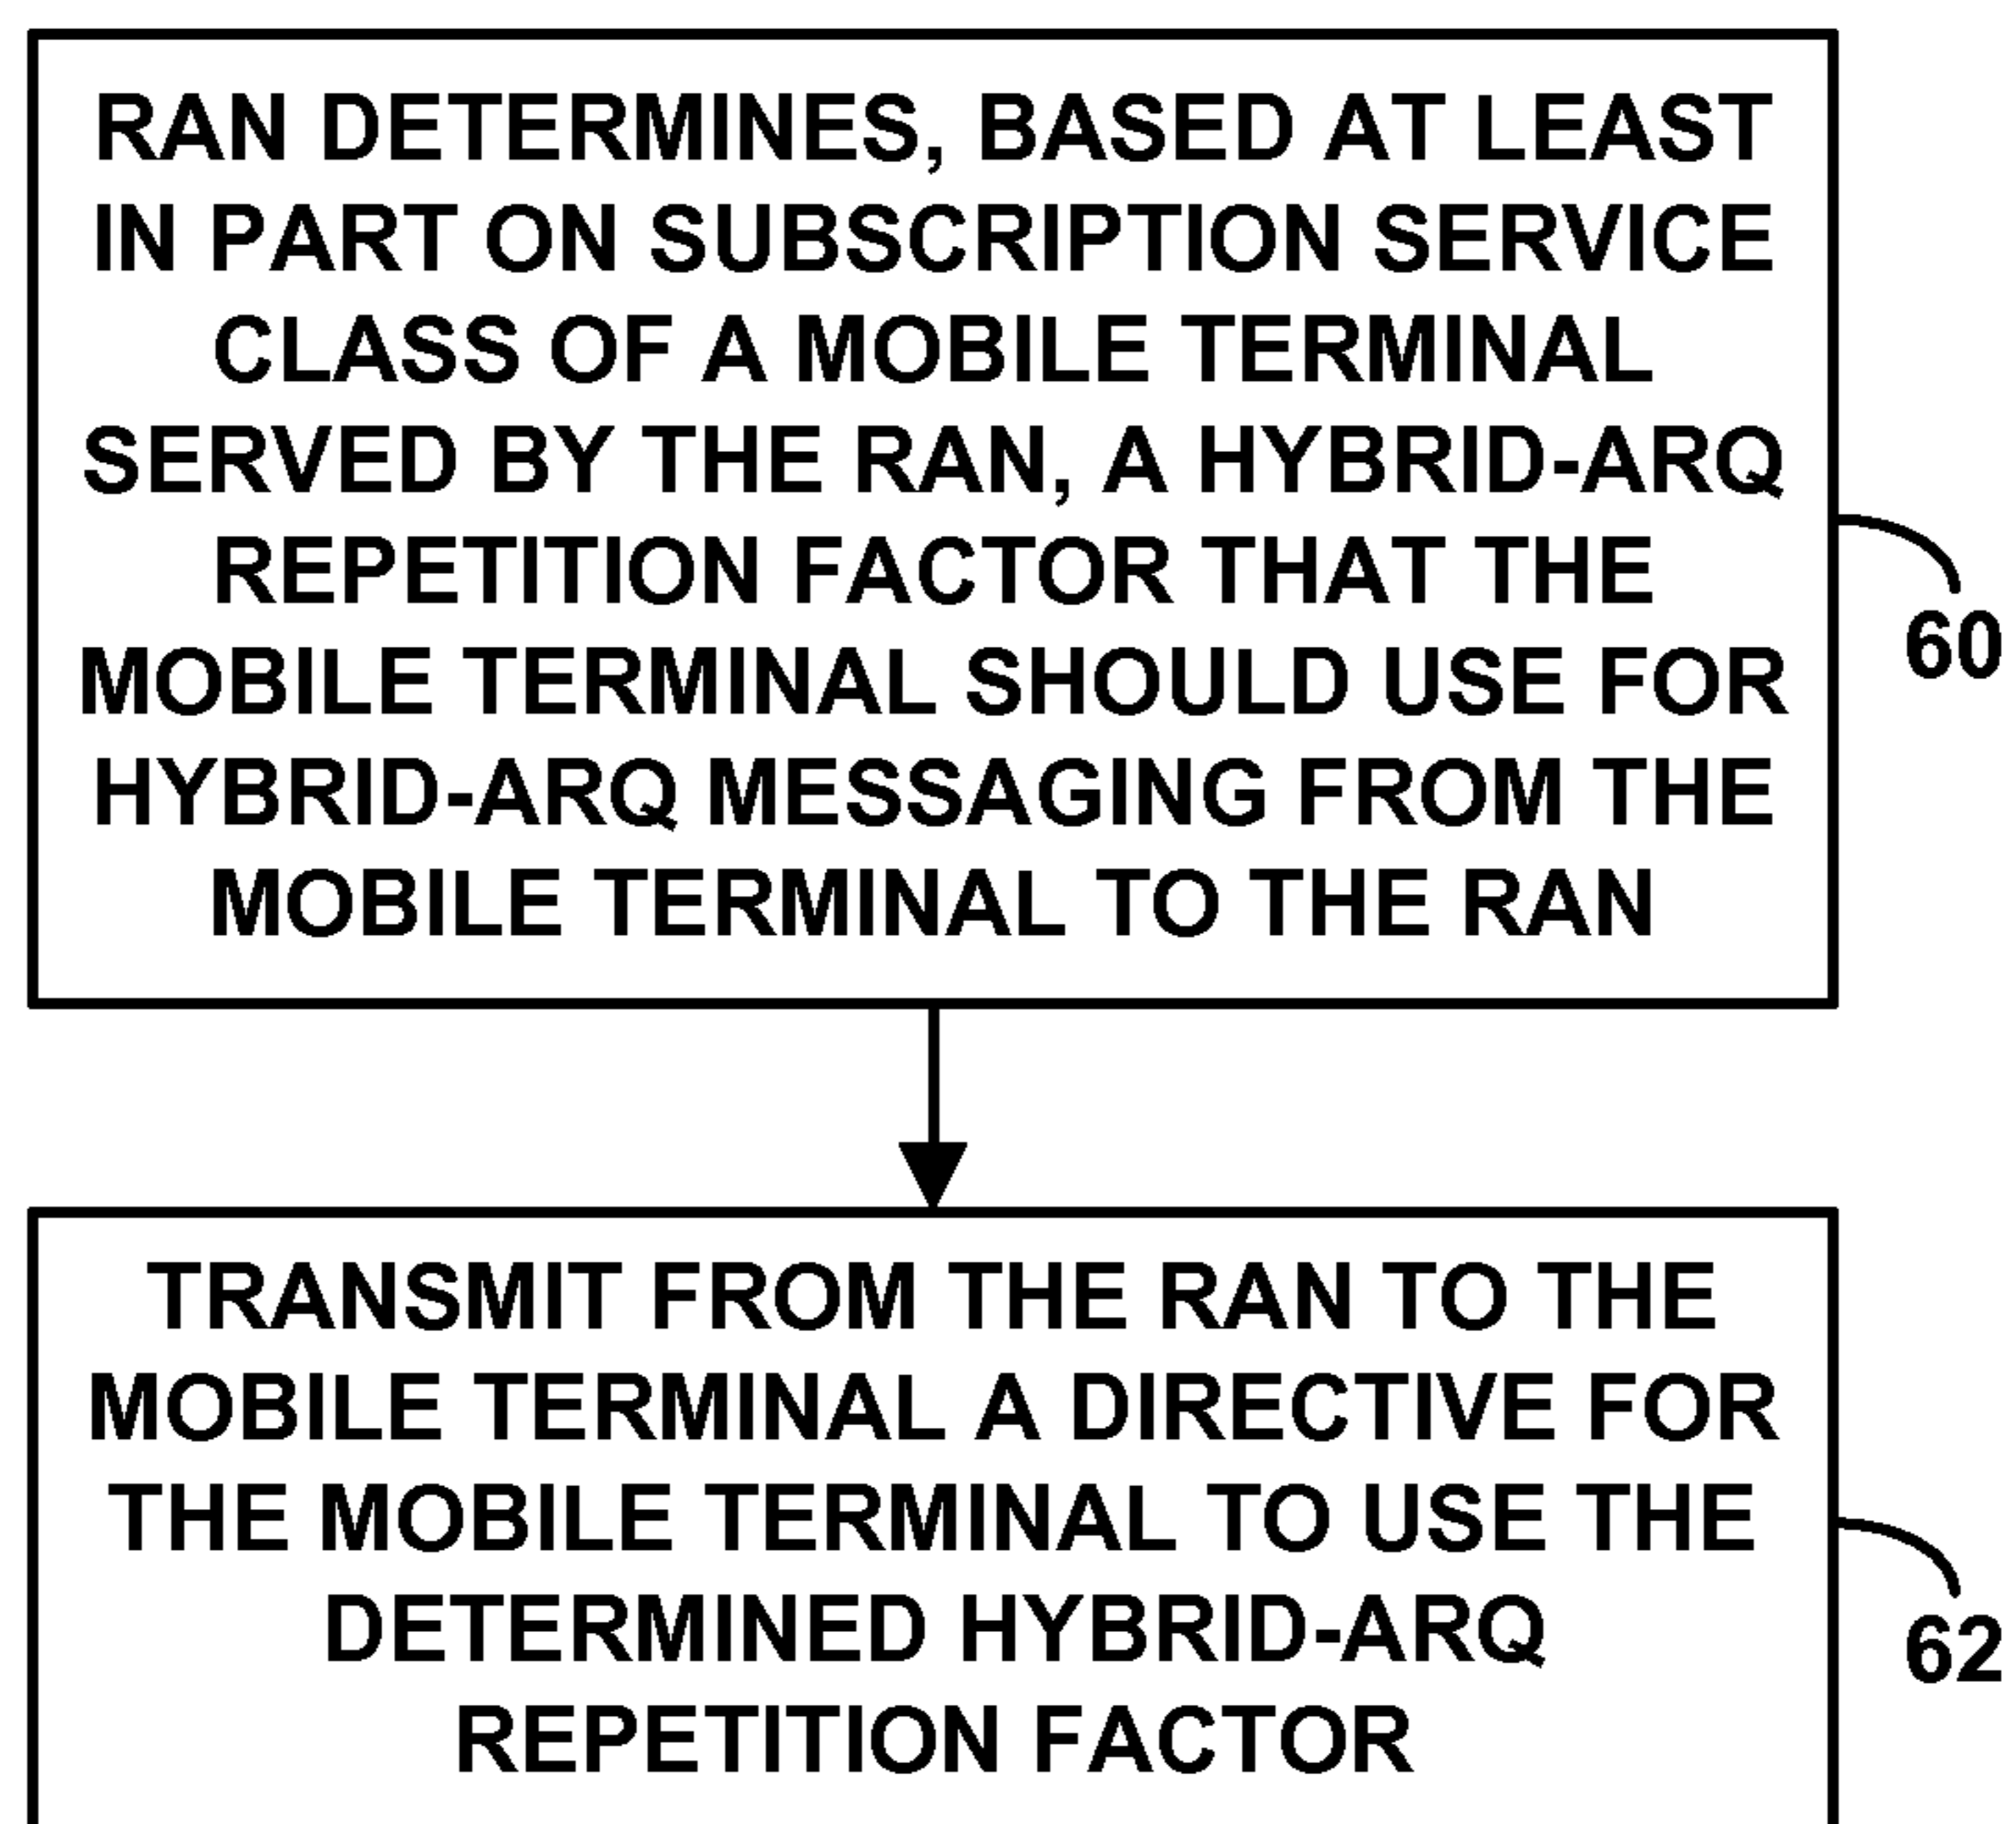 RAN DETERMINES, BASED AT LEAST
IN PART ON SUBSCRIPTION SERVICE
CLASS OF A MOBILE TERMINAL
SERVED BY THE RAN, A HYBRID-ARQ
REPETITION FACTOR THAT THE
MOBILE TERMINAL SHOULD USE FOR
HYBRID-ARQ MESSAGING FROM THE
MOBILE TERMINAL TO THE RAN
60
TRANSMIT FROM THE RAN TO THE
MOBILE TERMINAL A DIRECTIVE FOR
THE MOBILE TERMINAL TO USE THE
DETERMINED HYBRID-ARQ
REPETITION FACTOR
62